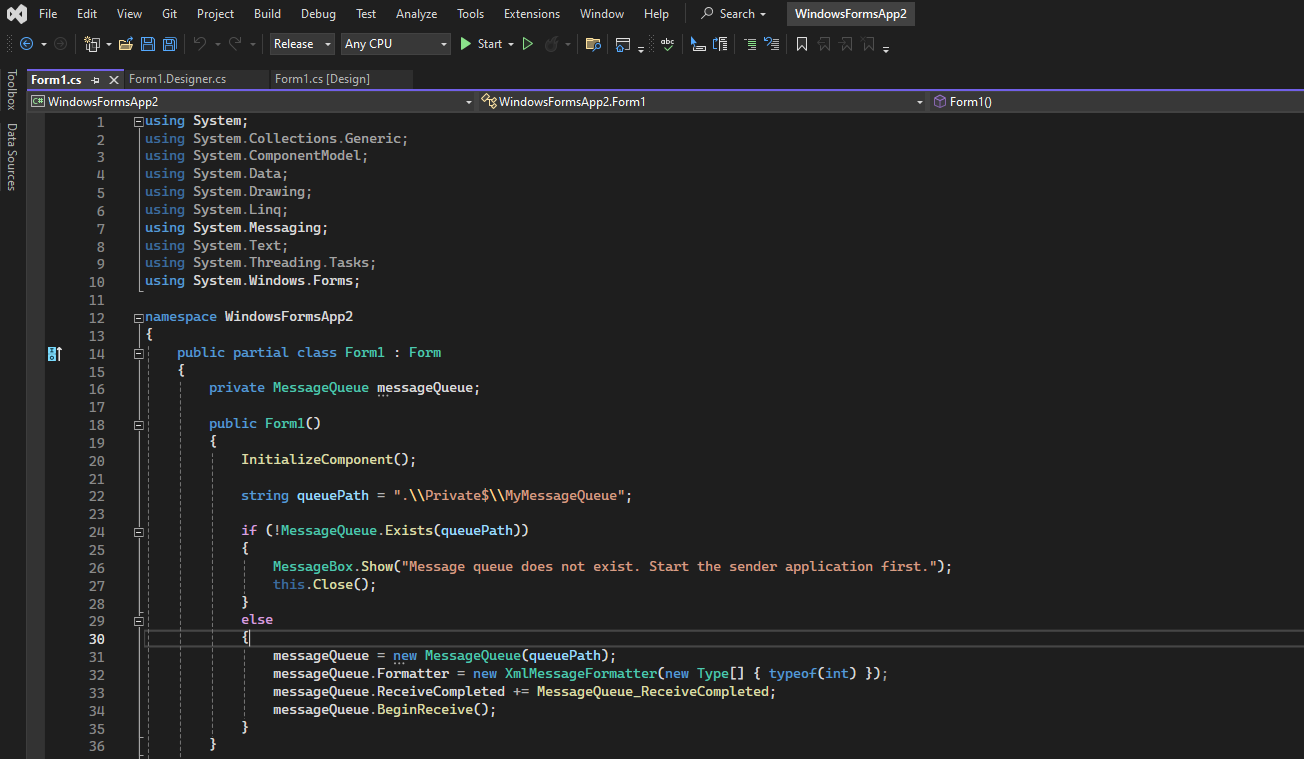 File Edit View Git Project Build Debug Test Analyze Tools Extensions Window Help Search WindowsFormsApp2
Release Any CPU Start abc
Toolbox
Data Sources
Form1.cs Form1.Designer.cs Form1.cs [Design]
C# WindowsFormsApp2 WindowsFormsApp2.Form1 Form1()
1 using System;
2 using System.Collections.Generic;
3 using System.ComponentModel;
4 using System.Data;
5 using System.Drawing;
6 using System.Linq;
7 using System.Messaging;
8 using System.Text;
9 using System.Threading.Tasks;
10 using System.Windows.Forms;
11
12 namespace WindowsFormsApp2
13 {
14 public partial class Form1 : Form
15 {
16 private MessageQueue messageQueue;
17
18 public Form1()
19 {
20 InitializeComponent();
21
22 string queuePath = ".\\Private$\\MyMessageQueue";
23
24 if (!MessageQueue.Exists(queuePath))
25 {
26 MessageBox.Show("Message queue does not exist. Start the sender application first.");
27 this.Close();
28 }
29 else
30 {
31 messageQueue = new MessageQueue(queuePath);
32 messageQueue.Formatter = new XmlMessageFormatter(new Type[] { typeof(int) });
33 messageQueue.ReceiveCompleted += MessageQueue_ReceiveCompleted;
34 messageQueue.BeginReceive();
35 }
36 }